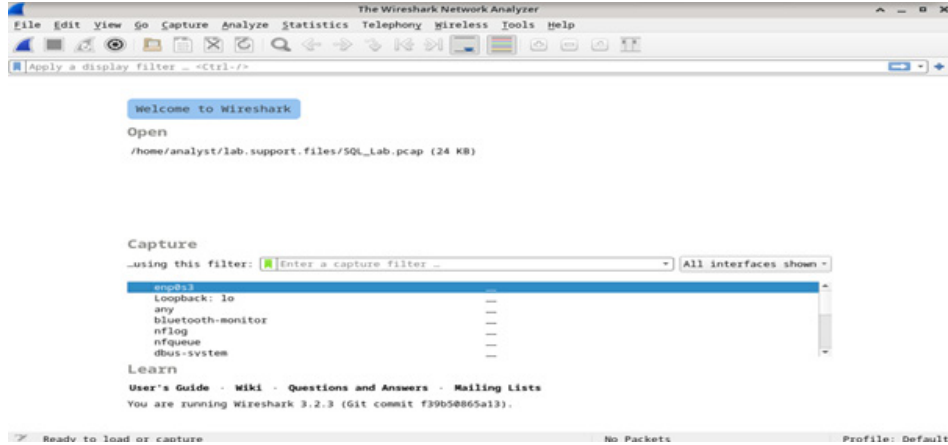 The Wireshark Network Analyzer
File Edit View Go Capture Analyze Statistics Telephony Wireless Tools Help
Apply a display filter … <Ctrl-/>
Welcome to Wireshark
Open
/home/analyst/lab.support.files/SQL_Lab.pcap (24 KB)
Capture
…using this filter: Enter a capture filter … All interfaces shown
enp0s3
Loopback: lo
any
bluetooth-monitor
nflog
nfqueue
dbus-system
Learn
User's Guide · Wiki · Questions and Answers · Mailing Lists
You are running Wireshark 3.2.3 (Git commit f39b50865a13).
Ready to load or capture No Packets Profile: Default